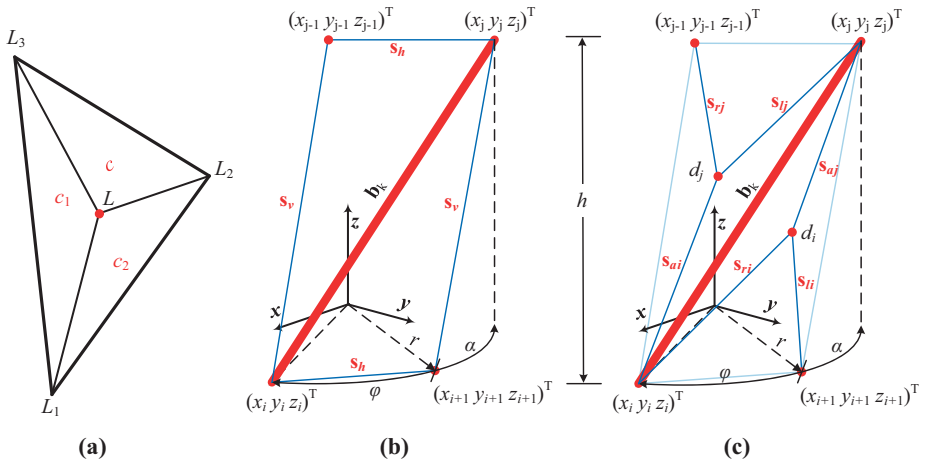 L3
L2
L1
L
c
c1
c2
(a)
(xj-1 yj-1 zj-1)T
(xj yj zj)T
sh
sv
bk
sv
z
x
y
r
α
sh
φ
(xi yi zi)T
(xi+1 yi+1 zi+1)T
(b)
h
(xj-1 yj-1 zj-1)T
(xj yj zj)T
srj
slj
dj
bk
saj
di
sai
sri
sli
z
x
y
r
α
φ
(xi yi zi)T
(xi+1 yi+1 zi+1)T
(c)